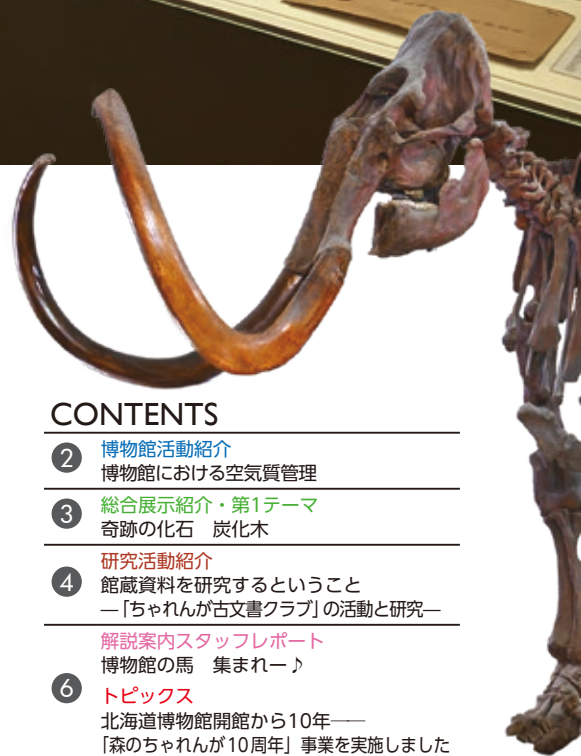 CONTENTS
2 博物館活動紹介
博物館における空気質管理
3 総合展示紹介・第1テーマ
奇跡の化石　炭化木
4 研究活動紹介
館蔵資料を研究するということ
―「ちゃれんが古文書クラブ」の活動と研究―
解説案内スタッフレポート
博物館の馬　集まれー♪
6 トピックス
北海道博物館開館から10年――
「森のちゃれんが10周年」事業を実施しました